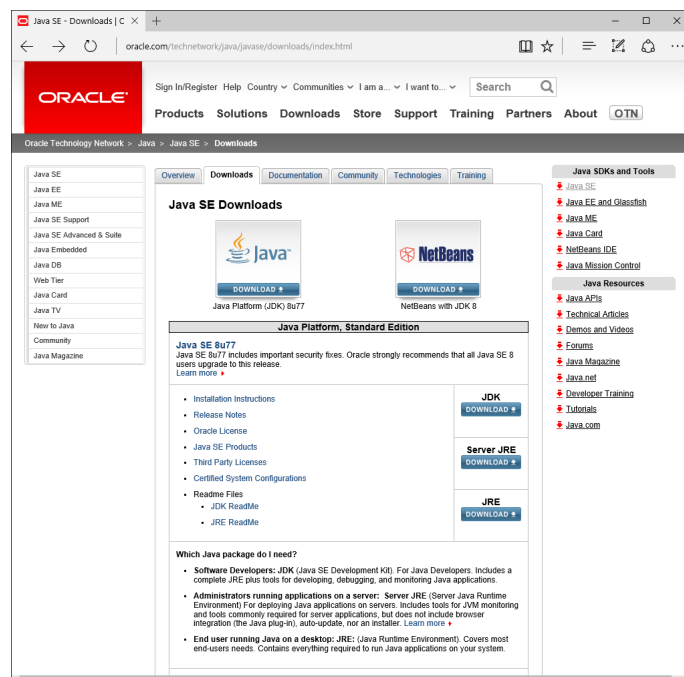 Java SE - Downloads | C
oracle.com/technetwork/java/javase/downloads/index.html
ORACLE
Sign In/Register Help Country Communities I am a... I want to... Search
Products Solutions Downloads Store Support Training Partners About OTN
Oracle Technology Network > Java > Java SE > Downloads
Java SE
Java EE
Java ME
Java SE Support
Java SE Advanced & Suite
Java Embedded
Java DB
Web Tier
Java Card
Java TV
New to Java
Community
Java Magazine
Overview Downloads Documentation Community Technologies Training
Java SE Downloads
Java NetBeans
DOWNLOAD DOWNLOAD
Java Platform (JDK) 8u77 NetBeans with JDK 8
Java Platform, Standard Edition
Java SE 8u77
Java SE 8u77 includes important security fixes. Oracle strongly recommends that all Java SE 8
users upgrade to this release.
Learn more
• Installation Instructions
• Release Notes
• Oracle License
• Java SE Products
• Third Party Licenses
• Certified System Configurations
• Readme Files
• JDK ReadMe
• JRE ReadMe
JDK
DOWNLOAD
Server JRE
DOWNLOAD
JRE
DOWNLOAD
Which Java package do I need?
• Software Developers: JDK (Java SE Development Kit). For Java Developers. Includes a
complete JRE plus tools for developing, debugging, and monitoring Java applications.
• Administrators running applications on a server: Server JRE (Server Java Runtime
Environment) For deploying Java applications on servers. Includes tools for JVM monitoring
and tools commonly required for server applications, but does not include browser
integration (the Java plug-in), auto-update, nor an installer. Learn more
• End user running Java on a desktop: JRE: (Java Runtime Environment). Covers most
end-users needs. Contains everything required to run Java applications on your system.
Java SDKs and Tools
Java SE
Java EE and Glassfish
Java ME
Java Card
NetBeans IDE
Java Mission Control
Java Resources
Java APIs
Technical Articles
Demos and Videos
Forums
Java Magazine
Java.net
Developer Training
Tutorials
Java.com